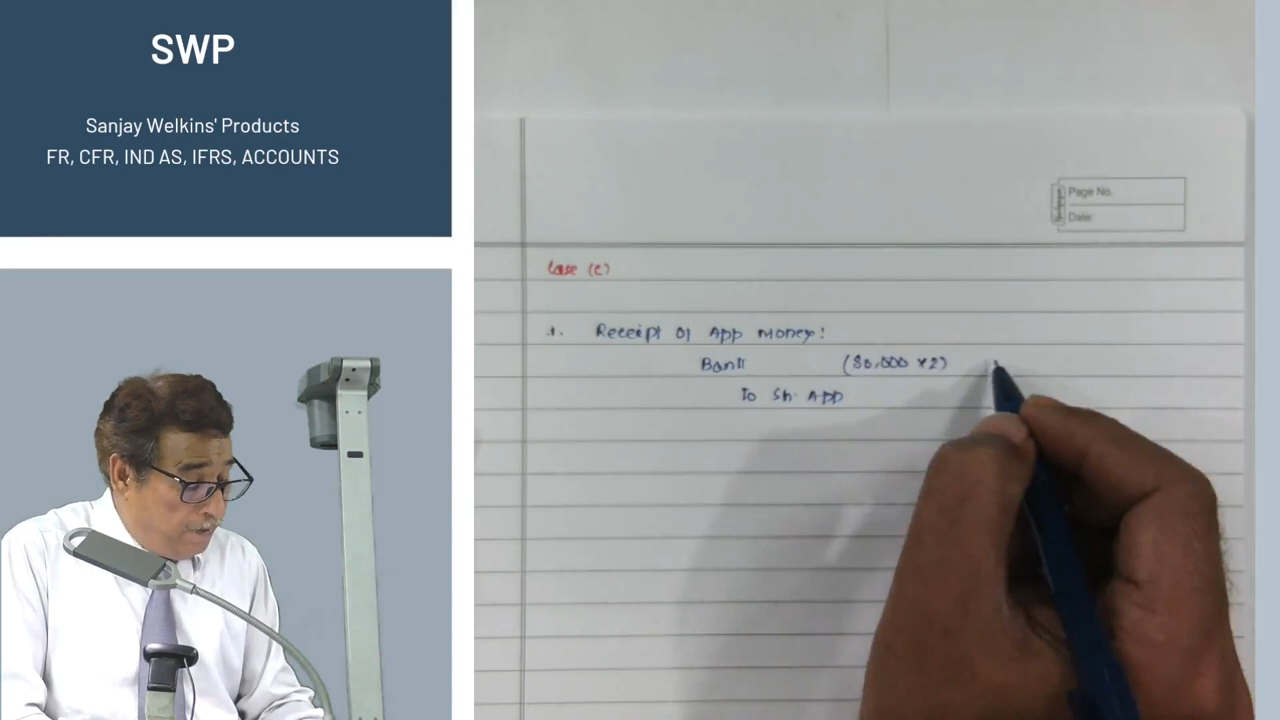 SWP
Sanjay Welkins' Products
FR, CFR, IND AS, IFRS, ACCOUNTS
Page No.
Date:
Case (c)
1. Receipt of App Money:
Bank (80,000 x2)
To Sh. App